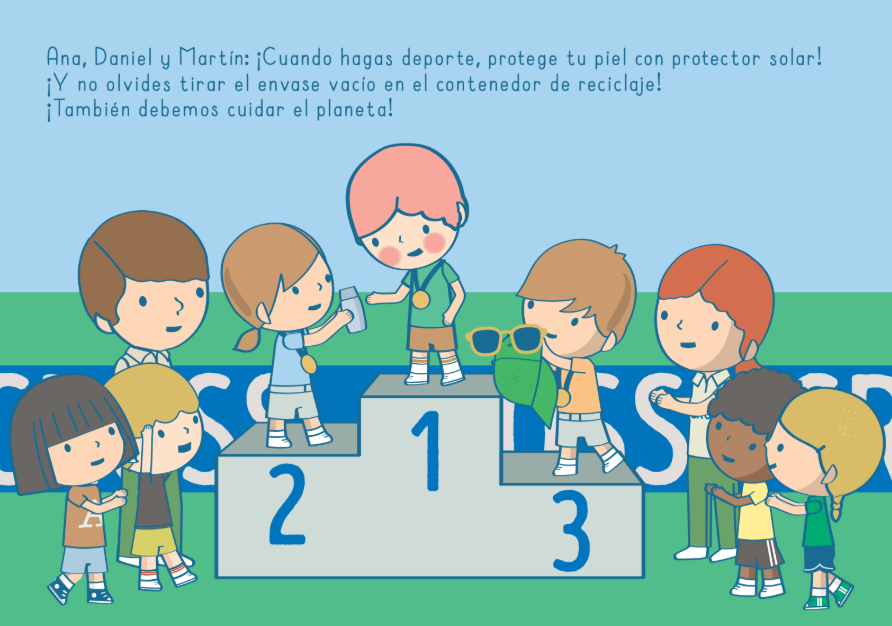 Ana, Daniel y Martín: ¡Cuando hagas deporte, protege tu piel con protector solar!
¡Y no olvides tirar el envase vacío en el contenedor de reciclaje!
¡También debemos cuidar el planeta!
1
2
3
A